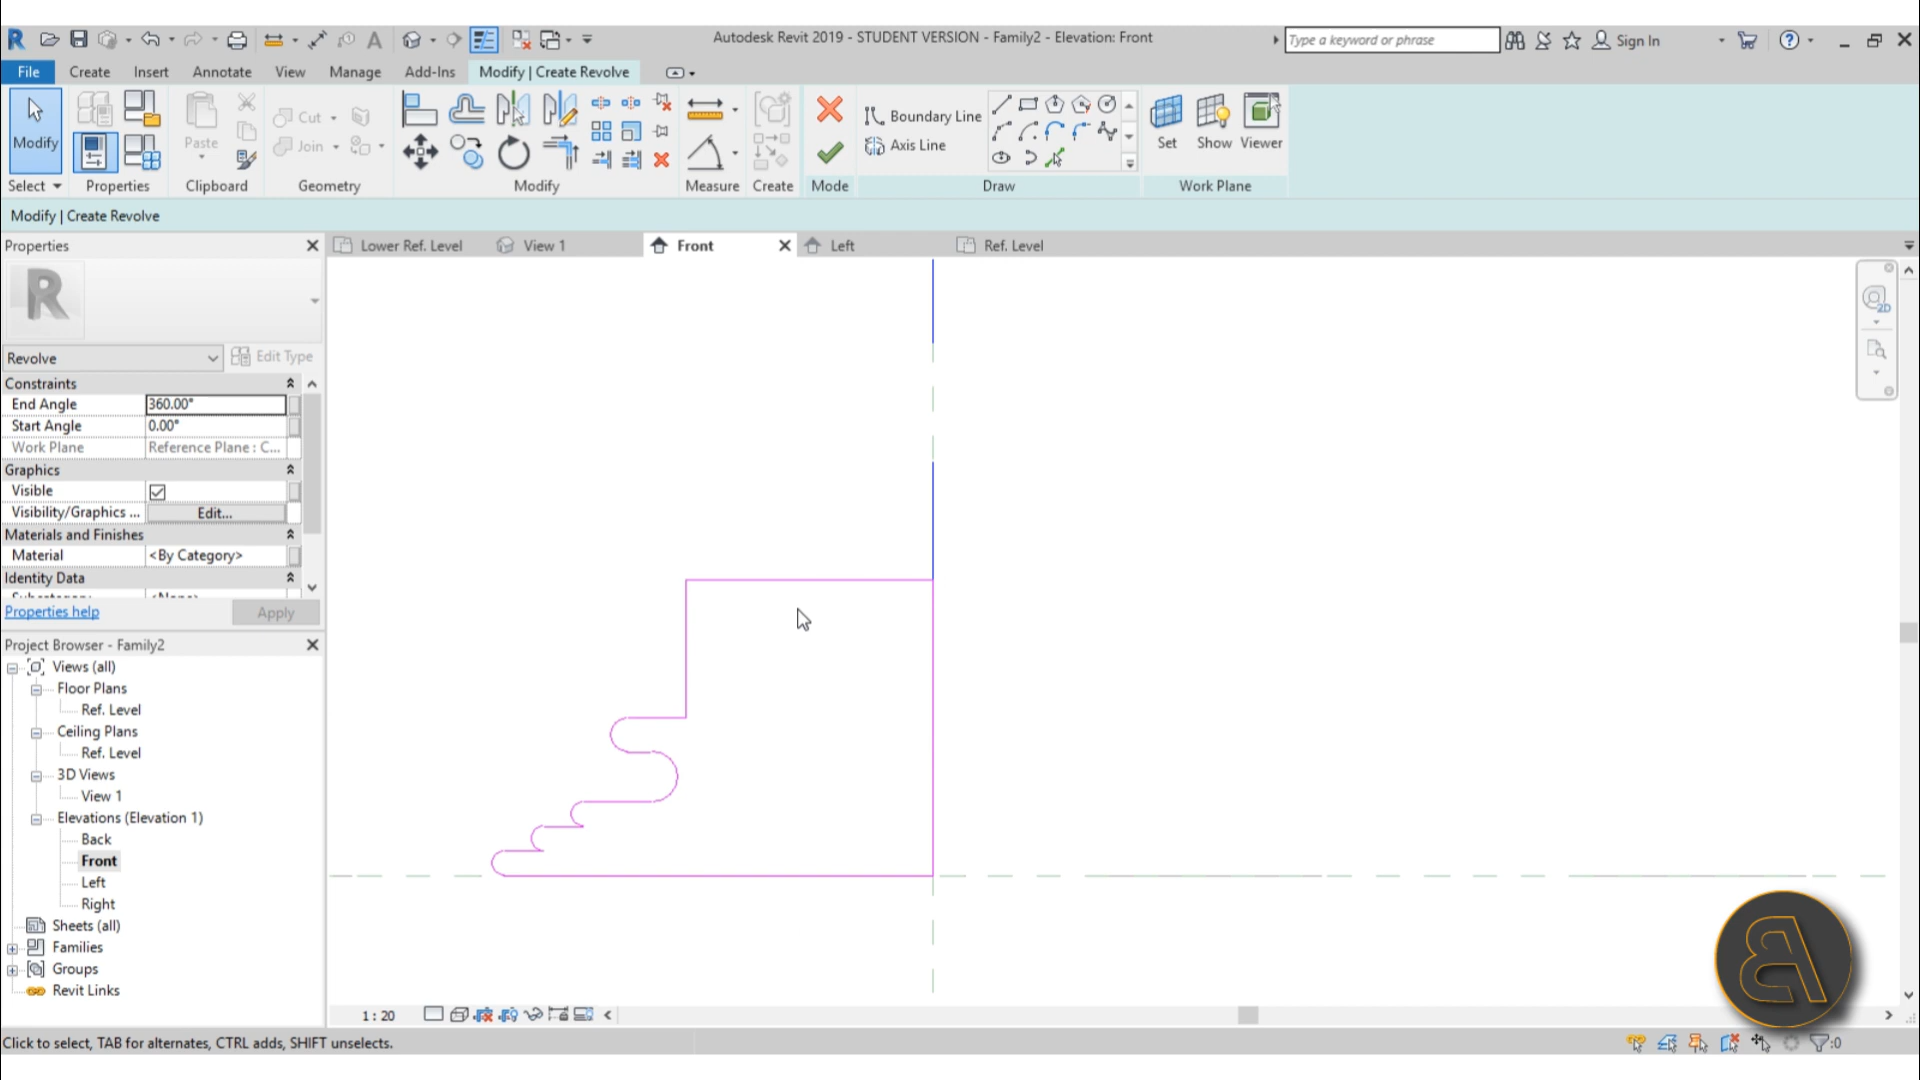 Autodesk Revit 2019 - STUDENT VERSION - Family2 - Elevation: Front
Type a keyword or phrase
Sign In
File Create Insert Annotate View Manage Add-Ins Modify | Create Revolve
Modify
Paste
Cut
Join
Boundary Line
Axis Line
Set Show Viewer
Select Properties Clipboard Geometry Modify Measure Create Mode Draw Work Plane
Modify | Create Revolve
Properties
Lower Ref. Level View 1 Front Left Ref. Level
2D
R
Revolve Edit Type
Constraints
End Angle 360.00°
Start Angle 0.00°
Work Plane Reference Plane : C...
Graphics
Visible
Visibility/Graphics ... Edit...
Materials and Finishes
Material <By Category>
Identity Data
Properties help Apply
Project Browser - Family2
Views (all)
Floor Plans
Ref. Level
Ceiling Plans
Ref. Level
3D Views
View 1
Elevations (Elevation 1)
Back
Front
Left
Right
Sheets (all)
Families
Groups
Revit Links
1 : 20
Click to select, TAB for alternates, CTRL adds, SHIFT unselects.
:0